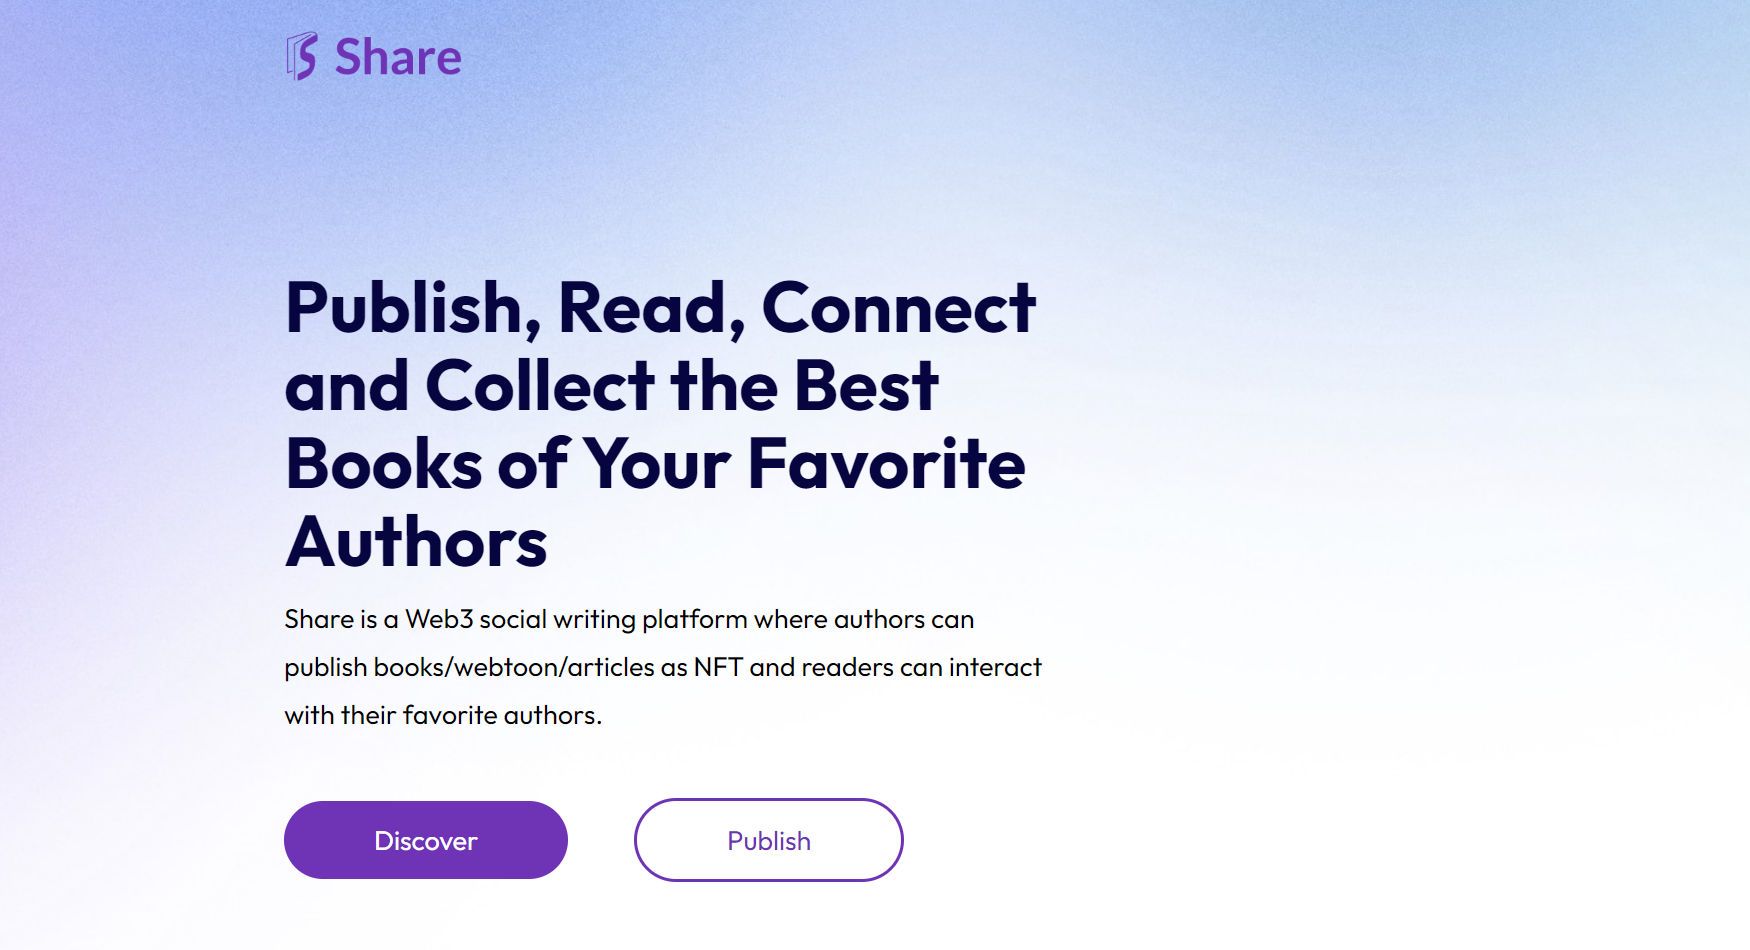 Share
Publish, Read, Connect
and Collect the Best
Books of Your Favorite
Authors
Share is a Web3 social writing platform where authors can
publish books/webtoon/articles as NFT and readers can interact
with their favorite authors.
Discover
Publish